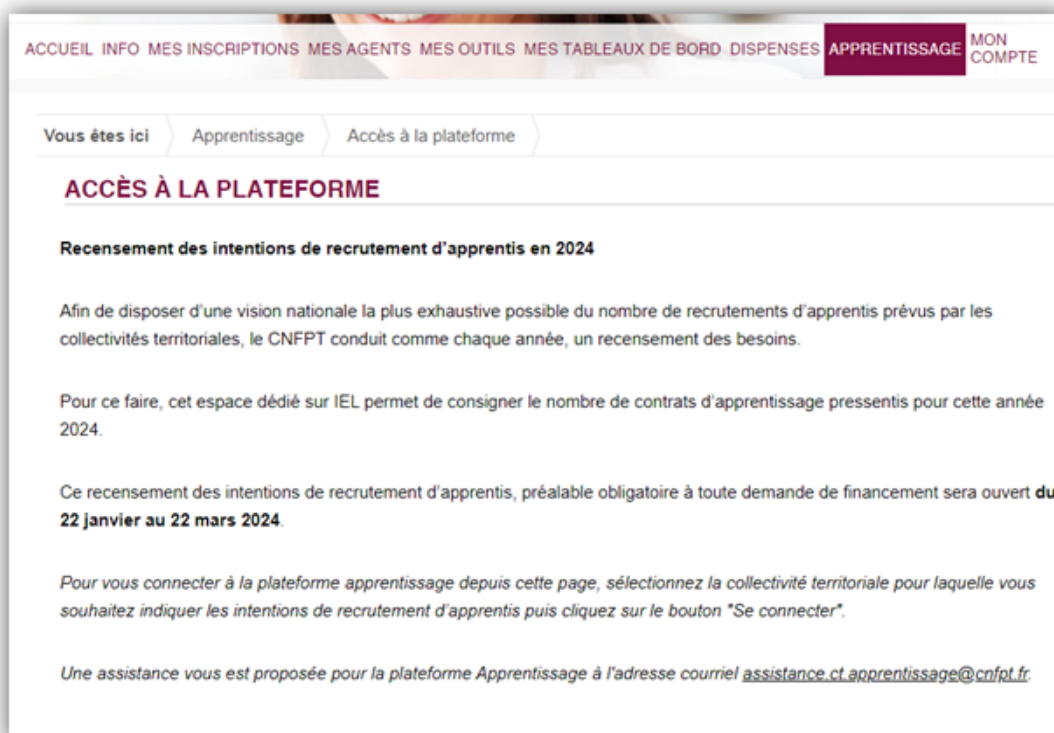 ACCUEIL INFO MES INSCRIPTIONS MES AGENTS MES OUTILS MES TABLEAUX DE BORD DISPENSES APPRENTISSAGE MON COMPTE
Vous êtes ici Apprentissage Accès à la plateforme
ACCÈS À LA PLATEFORME
Recensement des intentions de recrutement d'apprentis en 2024
Afin de disposer d'une vision nationale la plus exhaustive possible du nombre de recrutements d'apprentis prévus par les
collectivités territoriales, le CNFPT conduit comme chaque année, un recensement des besoins.
Pour ce faire, cet espace dédié sur IEL permet de consigner le nombre de contrats d'apprentissage pressentis pour cette année
2024.
Ce recensement des intentions de recrutement d'apprentis, préalable obligatoire à toute demande de financement sera ouvert du
22 janvier au 22 mars 2024.
Pour vous connecter à la plateforme apprentissage depuis cette page, sélectionnez la collectivité territoriale pour laquelle vous
souhaitez indiquer les intentions de recrutement d'apprentis puis cliquez sur le bouton "Se connecter".
Une assistance vous est proposée pour la plateforme Apprentissage à l'adresse courriel assistance.ct.apprentissage@cnfpt.fr.